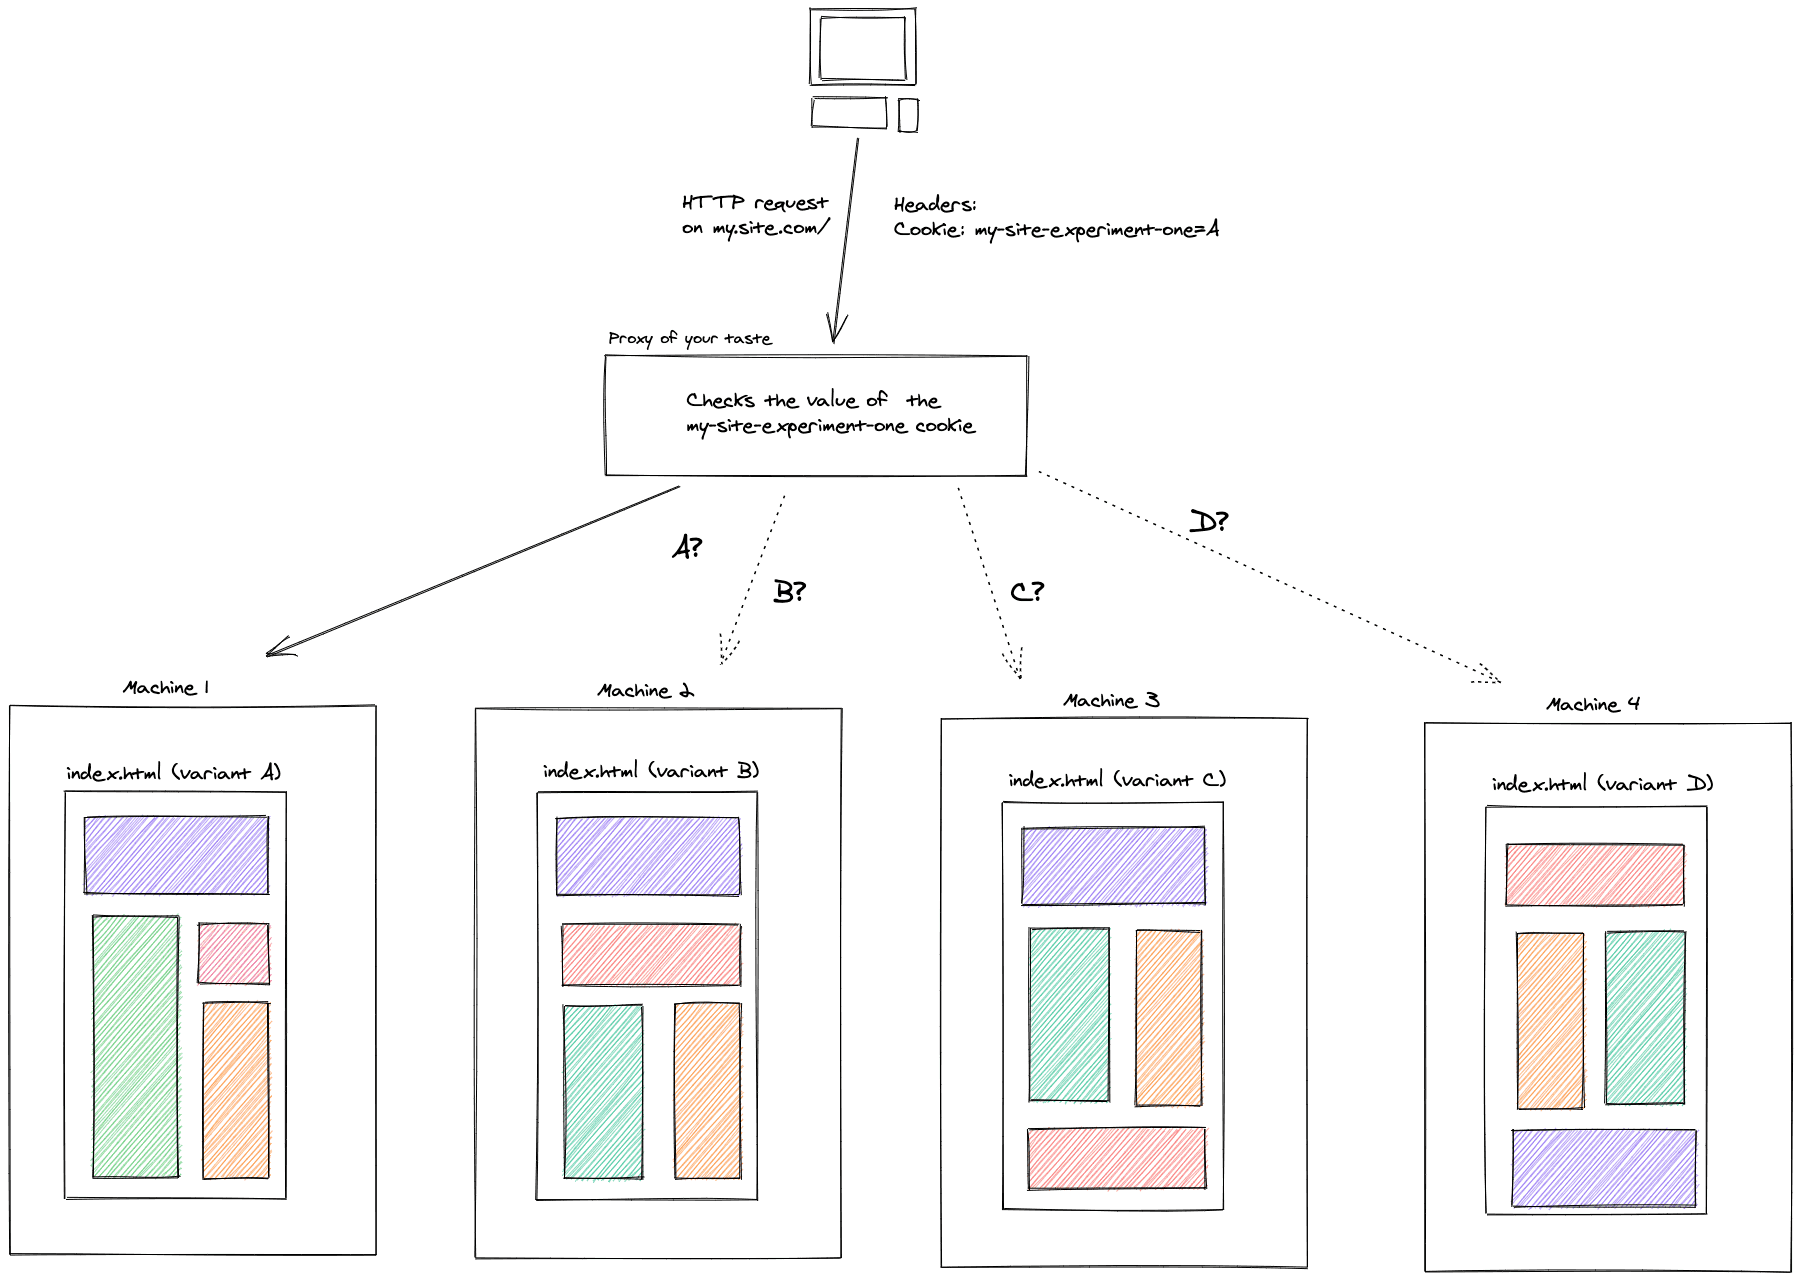 HTTP request
on my.site.com/
Headers:
Cookie: my-site-experiment-one=A
Proxy of your taste
Checks the value of the
my-site-experiment-one cookie
A?
B?
C?
D?
Machine 1
index.html (variant A)
Machine 2
index.html (variant B)
Machine 3
index.html (variant C)
Machine 4
index.html (variant D)